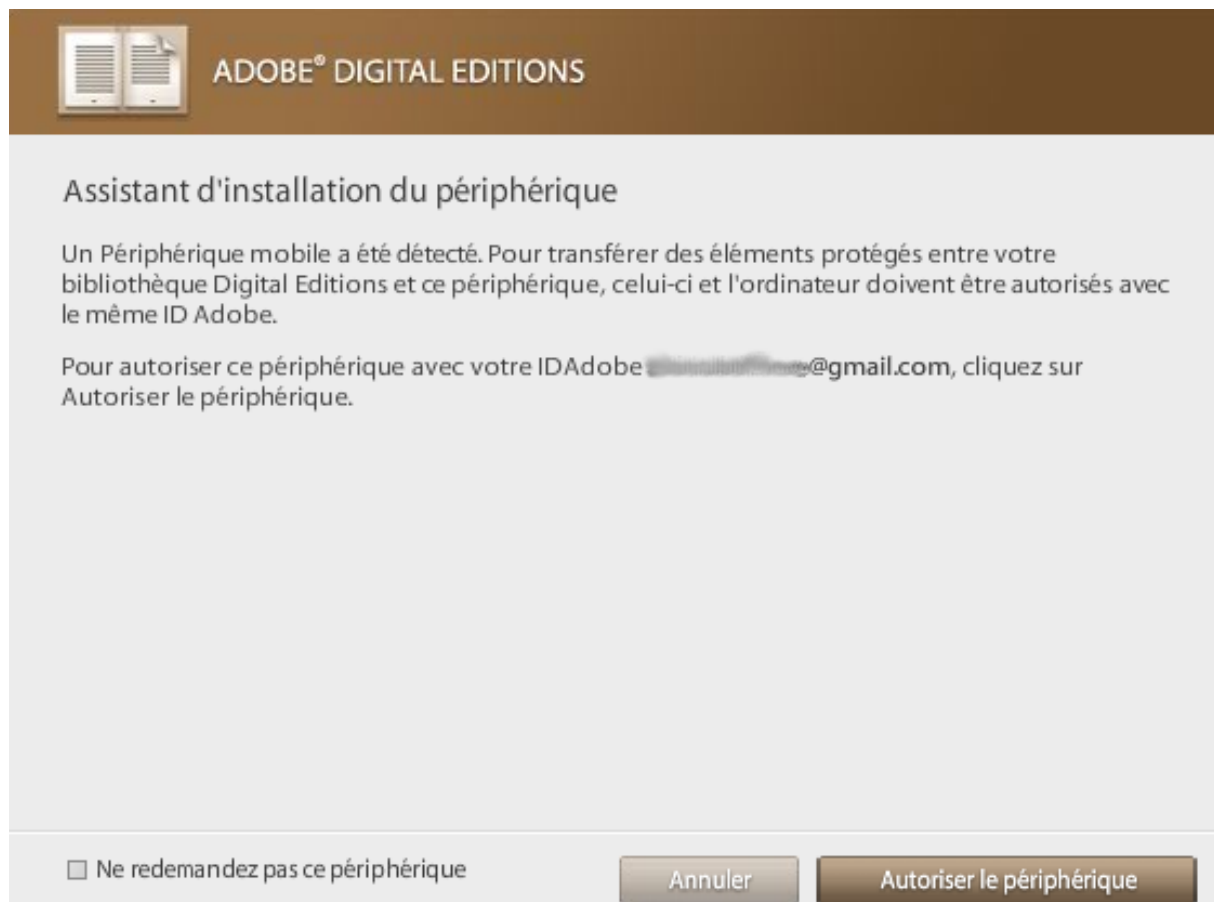 ADOBE® DIGITAL EDITIONS
Assistant d'installation du périphérique
Un Périphérique mobile a été détecté. Pour transférer des éléments protégés entre votre
bibliothèque Digital Editions et ce périphérique, celui-ci et l'ordinateur doivent être autorisés avec
le même ID Adobe.
Pour autoriser ce périphérique avec votre IDAdobe @gmail.com, cliquez sur
Autoriser le périphérique.
Ne redemandez pas ce périphérique
Annuler
Autoriser le périphérique